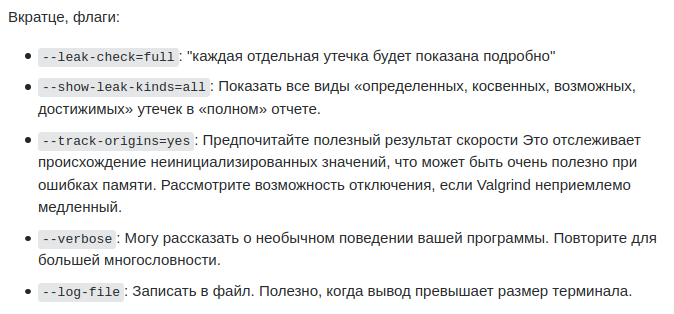 Вкратце, флаги:
--leak-check=full: "каждая отдельная утечка будет показана подробно"
--show-leak-kinds=all: Показать все виды «определенных, косвенных, возможных,
достижимых» утечек в «полном» отчете.
--track-origins=yes: Предпочитайте полезный результат скорости Это отслеживает
происхождение неинициализированных значений, что может быть очень полезно при
ошибках памяти. Рассмотрите возможность отключения, если Valgrind неприемлемо
медленный.
--verbose: Могу рассказать о необычном поведении вашей программы. Повторите для
большей многословности.
--log-file: Записать в файл. Полезно, когда вывод превышает размер терминала.